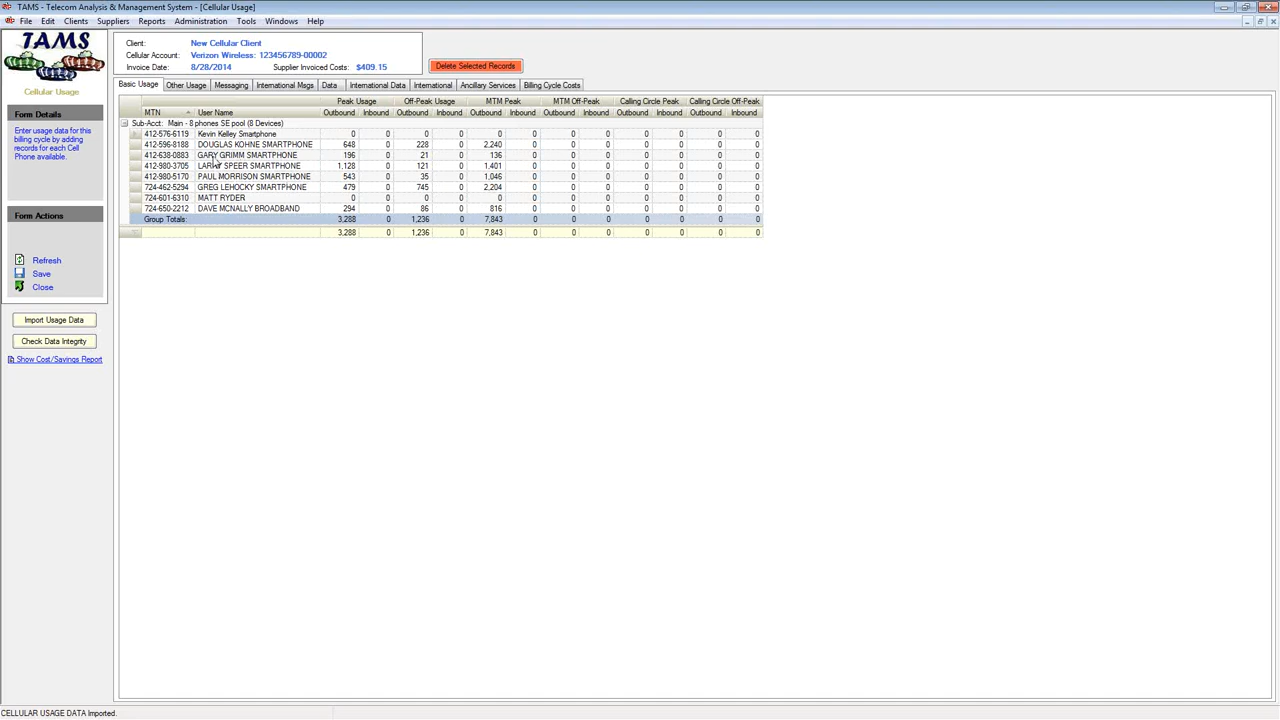 TAMS - Telecom Analysis & Management System - [Cellular Usage]
File Edit Clients Suppliers Reports Administration Tools Windows Help
TAMS
Cellular Usage
Form Details
Enter usage data for this
billing cycle by adding
records for each Cell
Phone available.
Form Actions
Refresh
Save
Close
Import Usage Data
Check Data Integrity
Show Cost/Savings Report
Client: New Cellular Client
Cellular Account: Verizon Wireless: 123456789-00002
Invoice Date: 8/28/2014 Supplier Invoiced Costs: $409.15
Delete Selected Records
Basic Usage Other Usage Messaging International Msgs Data International Data International Ancillary Services Billing Cycle Costs
Peak Usage Off-Peak Usage MTM Peak MTM Off-Peak Calling Circle Peak Calling Circle Off-Peak
MTN User Name Outbound Inbound Outbound Inbound Outbound Inbound Outbound Inbound Outbound Inbound Outbound Inbound
Sub-Acct: Main - 8 phones SE pool (8 Devices)
412-576-6119 Kevin Kelley Smartphone 0 0 0 0 0 0 0 0 0 0 0 0
412-596-8188 DOUGLAS KOHNE SMARTPHONE 648 0 228 0 2,240 0 0 0 0 0 0 0
412-638-0883 GARY GRIMM SMARTPHONE 196 0 21 0 136 0 0 0 0 0 0 0
412-980-3705 LARRY SPEER SMARTPHONE 1,128 0 121 0 1,401 0 0 0 0 0 0 0
412-980-5170 PAUL MORRISON SMARTPHONE 543 0 35 0 1,046 0 0 0 0 0 0 0
724-462-5294 GREG LEHOCKY SMARTPHONE 479 0 745 0 2,204 0 0 0 0 0 0 0
724-601-6310 MATT RYDER 0 0 0 0 0 0 0 0 0 0 0 0
724-650-2212 DAVE MCNALLY BROADBAND 294 0 86 0 816 0 0 0 0 0 0 0
Group Totals: 3,288 0 1,236 0 7,843 0 0 0 0 0 0 0
3,288 0 1,236 0 7,843 0 0 0 0 0 0 0
CELLULAR USAGE DATA Imported.